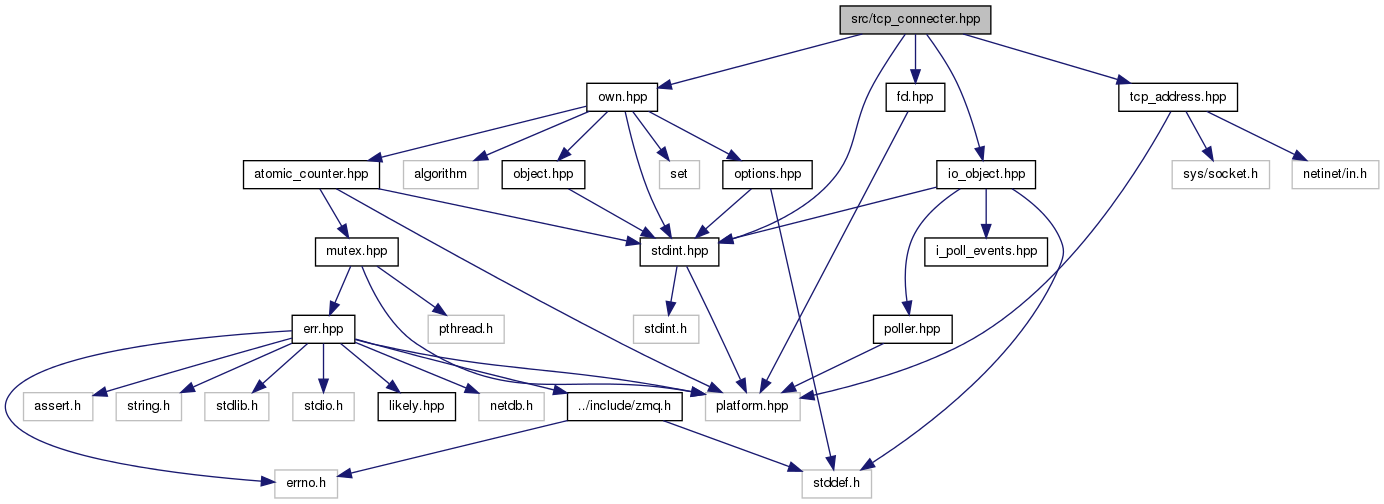 src/tcp_connecter.hpp
own.hpp
fd.hpp
tcp_address.hpp
atomic_counter.hpp
algorithm
object.hpp
set
options.hpp
io_object.hpp
sys/socket.h
netinet/in.h
mutex.hpp
stdint.hpp
i_poll_events.hpp
err.hpp
pthread.h
stdint.h
poller.hpp
assert.h
string.h
stdlib.h
stdio.h
likely.hpp
netdb.h
../include/zmq.h
platform.hpp
errno.h
stddef.h